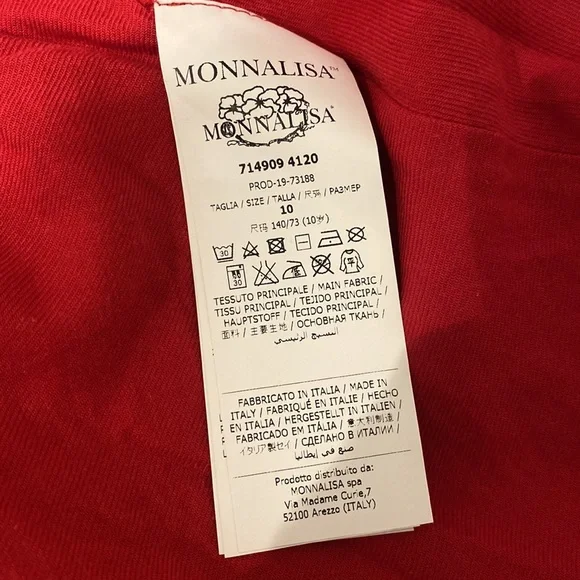 MONNALISA™
MONNALISA®
714909 4120
PROD-19-73188
TAGLIA / SIZE / TALLA / 尺码 / РАЗМЕР
10
尺码 140/73 (10岁)
30
30
TESSUTO PRINCIPALE / MAIN FABRIC /
TISSU PRINCIPAL / TEJIDO PRINCIPAL /
HAUPTSTOFF / TECIDO PRINCIPAL /
面料 / 主要生地 / ОСНОВНАЯ ТКАНЬ /
النسيج الرئيسي
FABBRICATO IN ITALIA / MADE IN
ITALY / FABRIQUÉ EN ITALIE / HECHO
EN ITALIA / HERGESTELLT IN ITALIEN /
FABRICADO EM ITÁLIA / 意大利制造 /
イタリア製セイ / СДЕЛАНО В ИТАЛИИ /
صنع في إيطاليا
Prodotto distribuito da:
MONNALISA spa
Via Madame Curie,7
52100 Arezzo (ITALY)